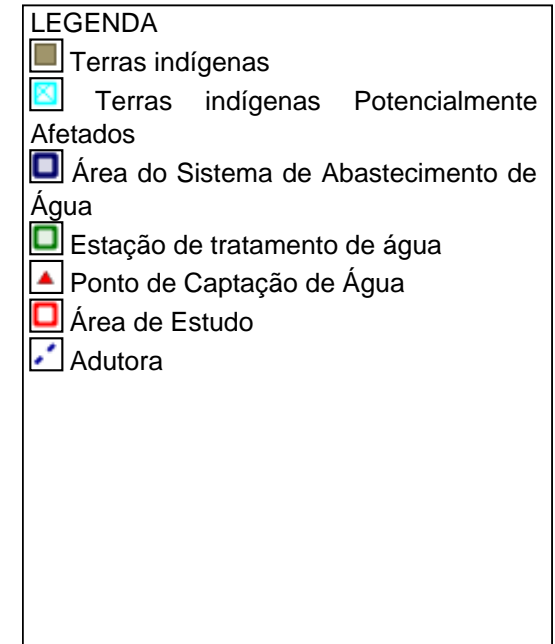 LEGENDA
Terras indígenas
Terras indígenas Potencialmente
Afetados
Área do Sistema de Abastecimento de
Água
Estação de tratamento de água
Ponto de Captação de Água
Área de Estudo
Adutora